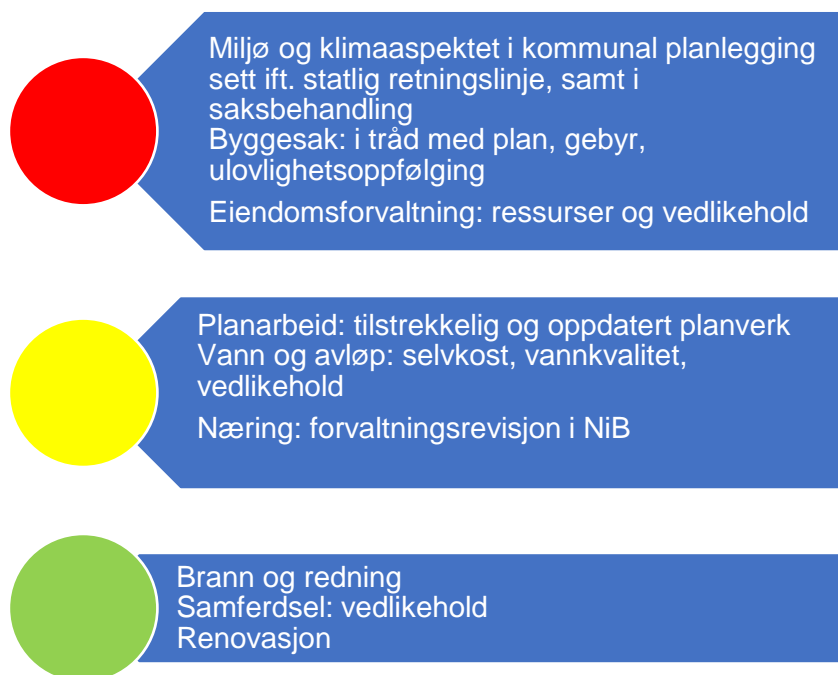 Miljø og klimaaspektet i kommunal planlegging
sett ift. statlig retningslinje, samt i
saksbehandling
Byggesak: i tråd med plan, gebyr,
ulovlighetsoppfølging
Eiendomsforvaltning: ressurser og vedlikehold
Planarbeid: tilstrekkelig og oppdatert planverk
Vann og avløp: selvkost, vannkvalitet,
vedlikehold
Næring: forvaltningsrevisjon i NiB
Brann og redning
Samferdsel: vedlikehold
Renovasjon